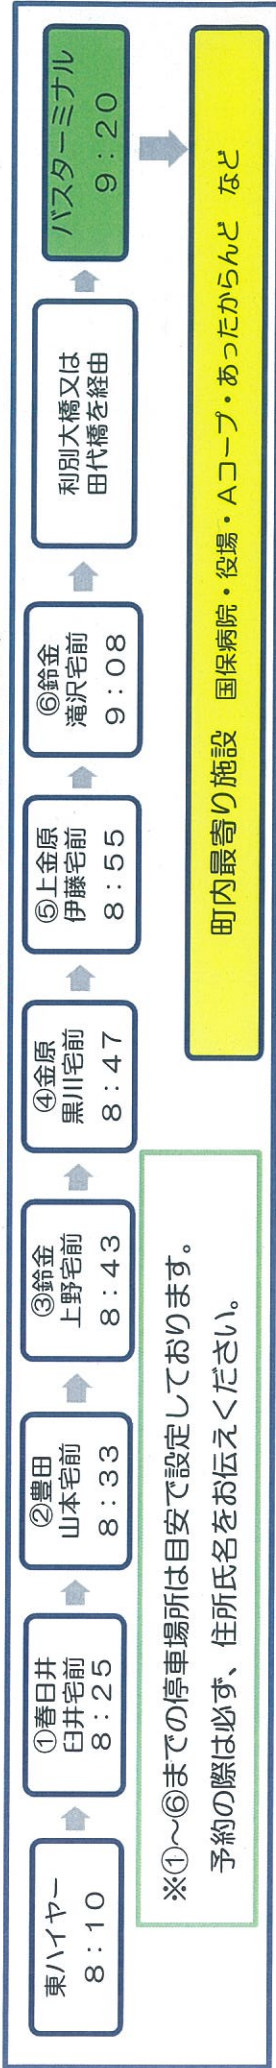 東ハイヤー
8:10
①春日井
臼井宅前
8:25
②豊田
山本宅前
8:33
③鈴金
上野宅前
8:43
④金原
黒川宅前
8:47
⑤上金原
伊藤宅前
8:55
⑥鈴金
滝沢宅前
9:08
利別大橋又は
田代橋を経由
バスターミナル
9:20
※①～⑥までの停車場所は目安で設定しております。
予約の際は必ず、住所氏名をお伝えください。
町内最寄り施設 国保病院・役場・Aコープ・あったからんど など